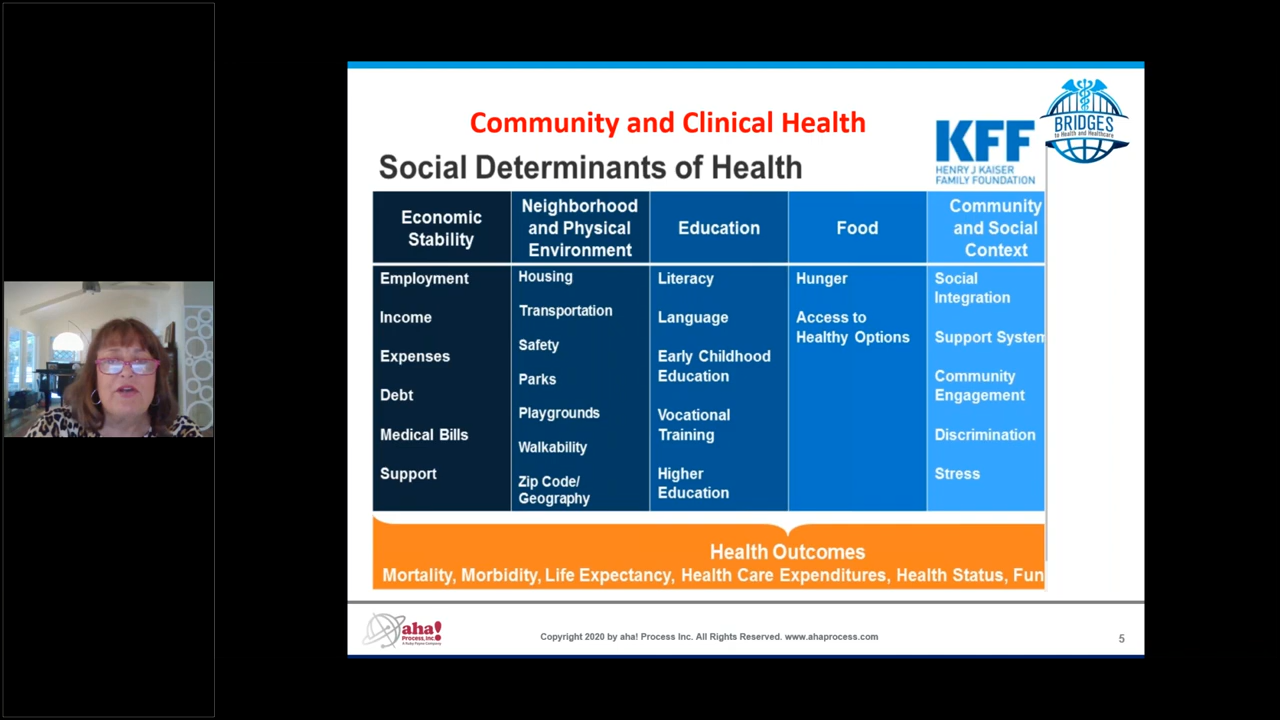 Community and Clinical Health
Social Determinants of Health
KFF
HENRY J KAISER
FAMILY FOUNDATION
BRIDGES
to Health and Healthcare
Economic
Stability
Neighborhood
and Physical
Environment
Education
Food
Community
and Social
Context
Employment
Income
Expenses
Debt
Medical Bills
Support
Housing
Transportation
Safety
Parks
Playgrounds
Walkability
Zip Code/
Geography
Literacy
Language
Early Childhood
Education
Vocational
Training
Higher
Education
Hunger
Access to
Healthy Options
Social
Integration
Support System
Community
Engagement
Discrimination
Stress
Health Outcomes
Mortality, Morbidity, Life Expectancy, Health Care Expenditures, Health Status, Fun
aha!
Process, Inc.
A Ruby Payne Company
Copyright 2020 by aha! Process Inc. All Rights Reserved. www.ahaprocess.com
5